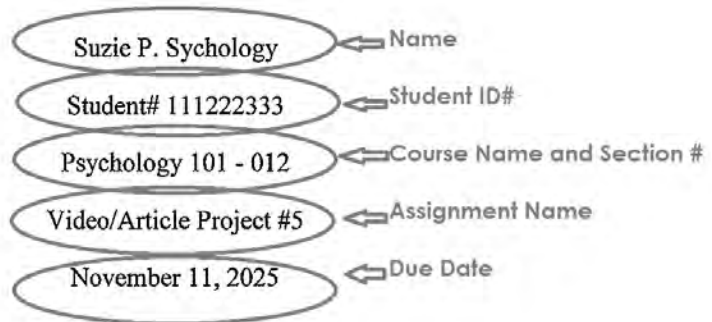 Suzie P. Sychology Name
Student# 111222333 Student ID#
Psychology 101 - 012 Course Name and Section #
Video/Article Project #5 Assignment Name
November 11, 2025 Due Date